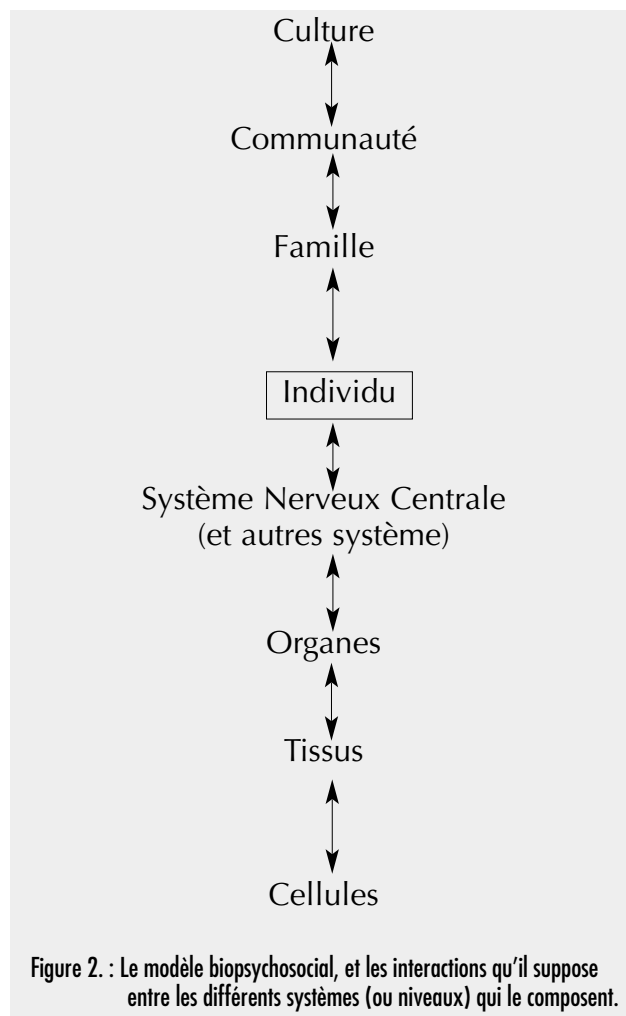 Culture
Communauté
Famille
Individu
Système Nerveux Centrale
(et autres système)
Organes
Tissus
Cellules
Figure 2. : Le modèle biopsychosocial, et les interactions qu’il suppose
entre les différents systèmes (ou niveaux) qui le composent.